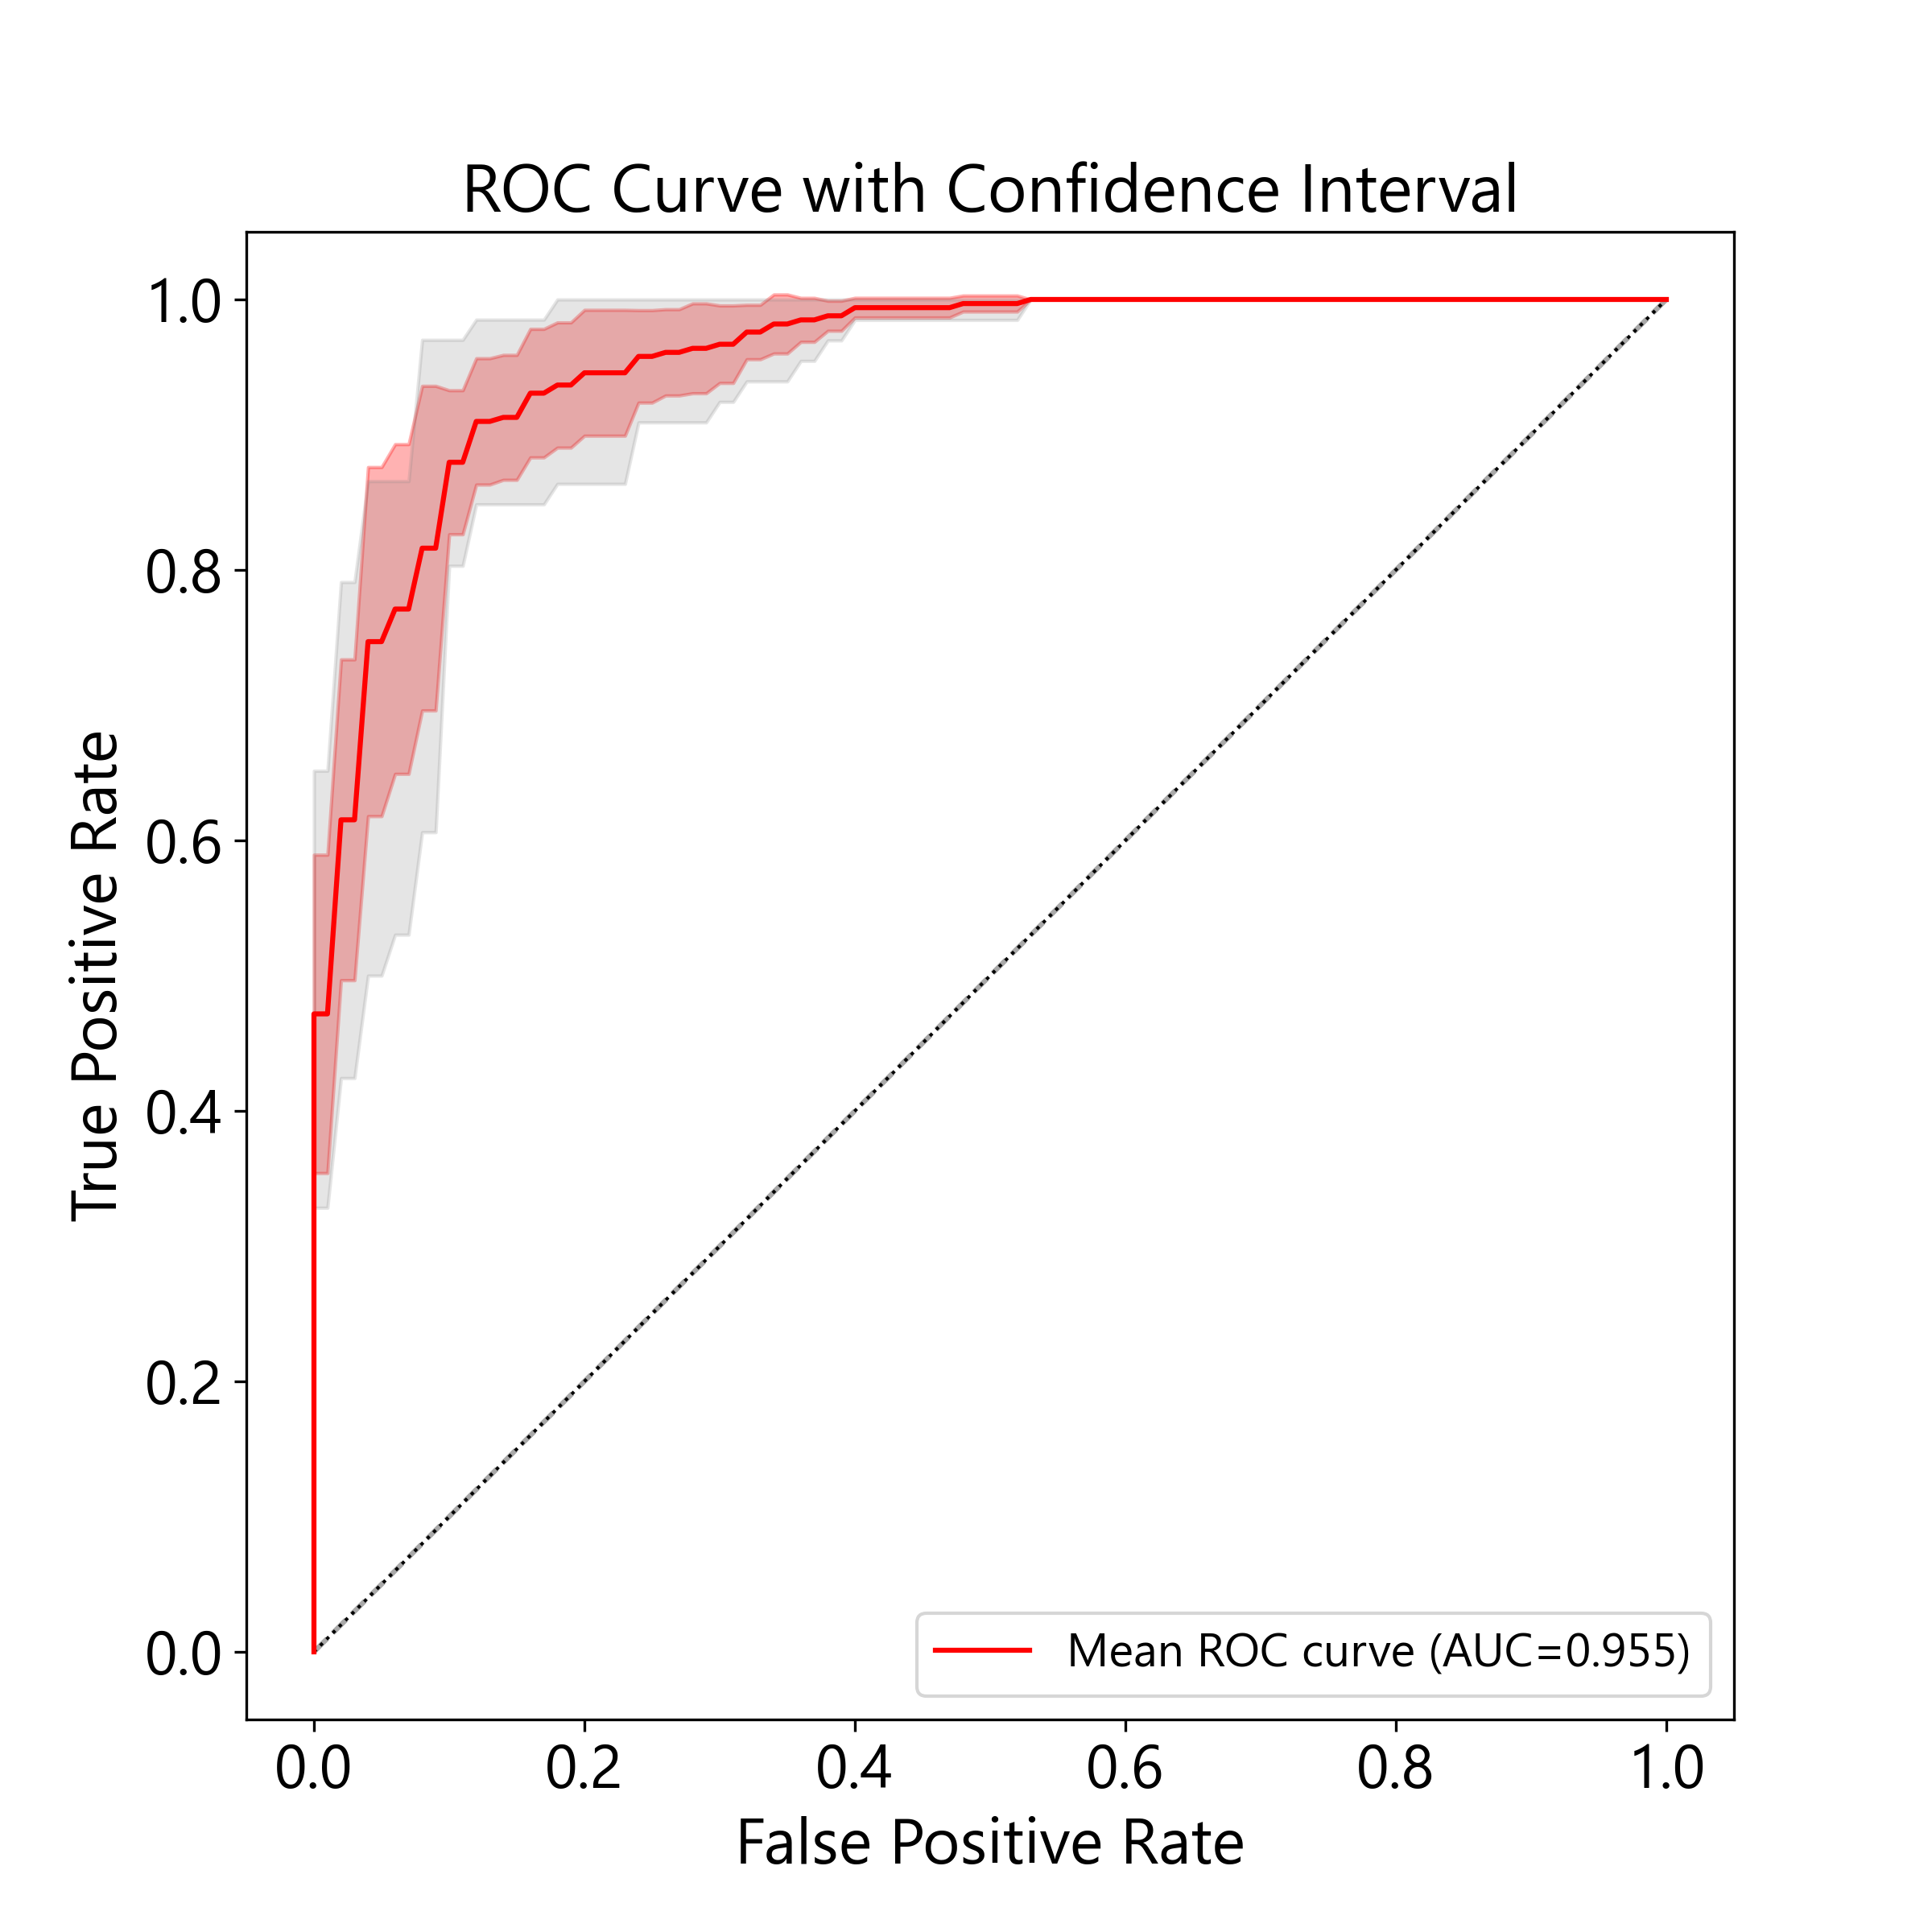 ROC Curve with Confidence Interval
True Positive Rate
1.0
0.8
0.6
0.4
0.2
0.0
Mean ROC curve (AUC=0.955)
0.0 0.2 0.4 0.6 0.8 1.0
False Positive Rate